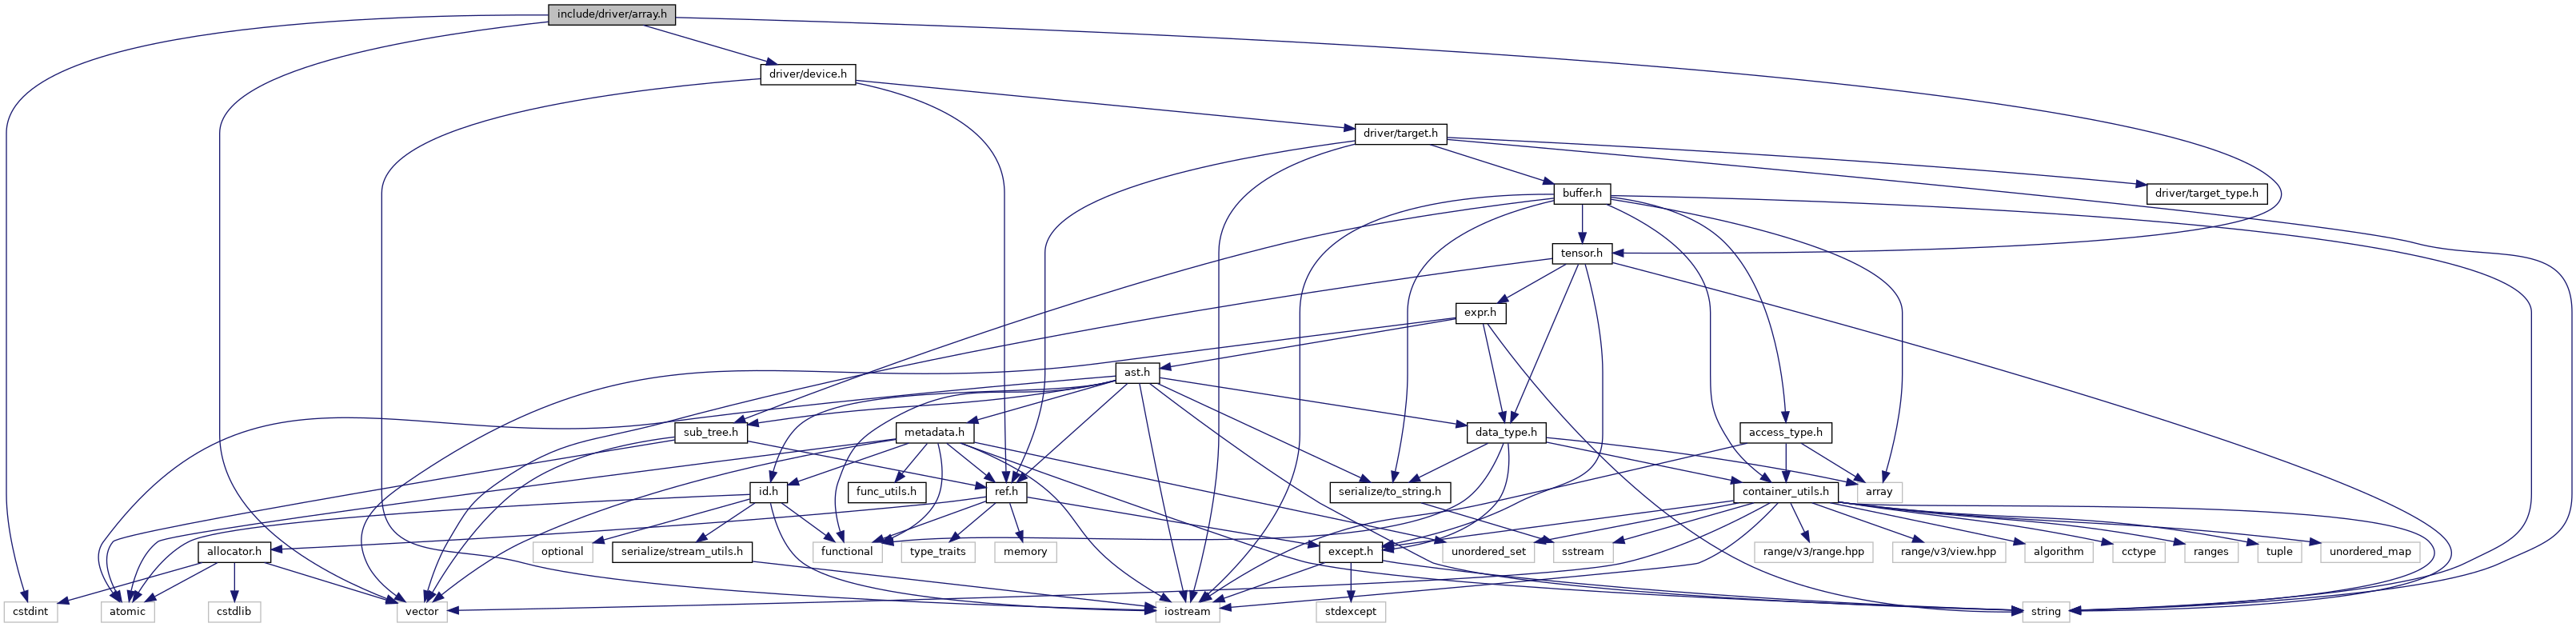 include/driver/array.h
driver/device.h
driver/target.h
buffer.h
driver/target_type.h
tensor.h
expr.h
ast.h
sub_tree.h
metadata.h
data_type.h
access_type.h
id.h
func_utils.h
ref.h
serialize/to_string.h
container_utils.h
array
allocator.h
optional
serialize/stream_utils.h
functional
type_traits
memory
except.h
unordered_set
sstream
range/v3/range.hpp
range/v3/view.hpp
algorithm
cctype
ranges
tuple
unordered_map
cstdint
atomic
cstdlib
vector
iostream
stdexcept
string